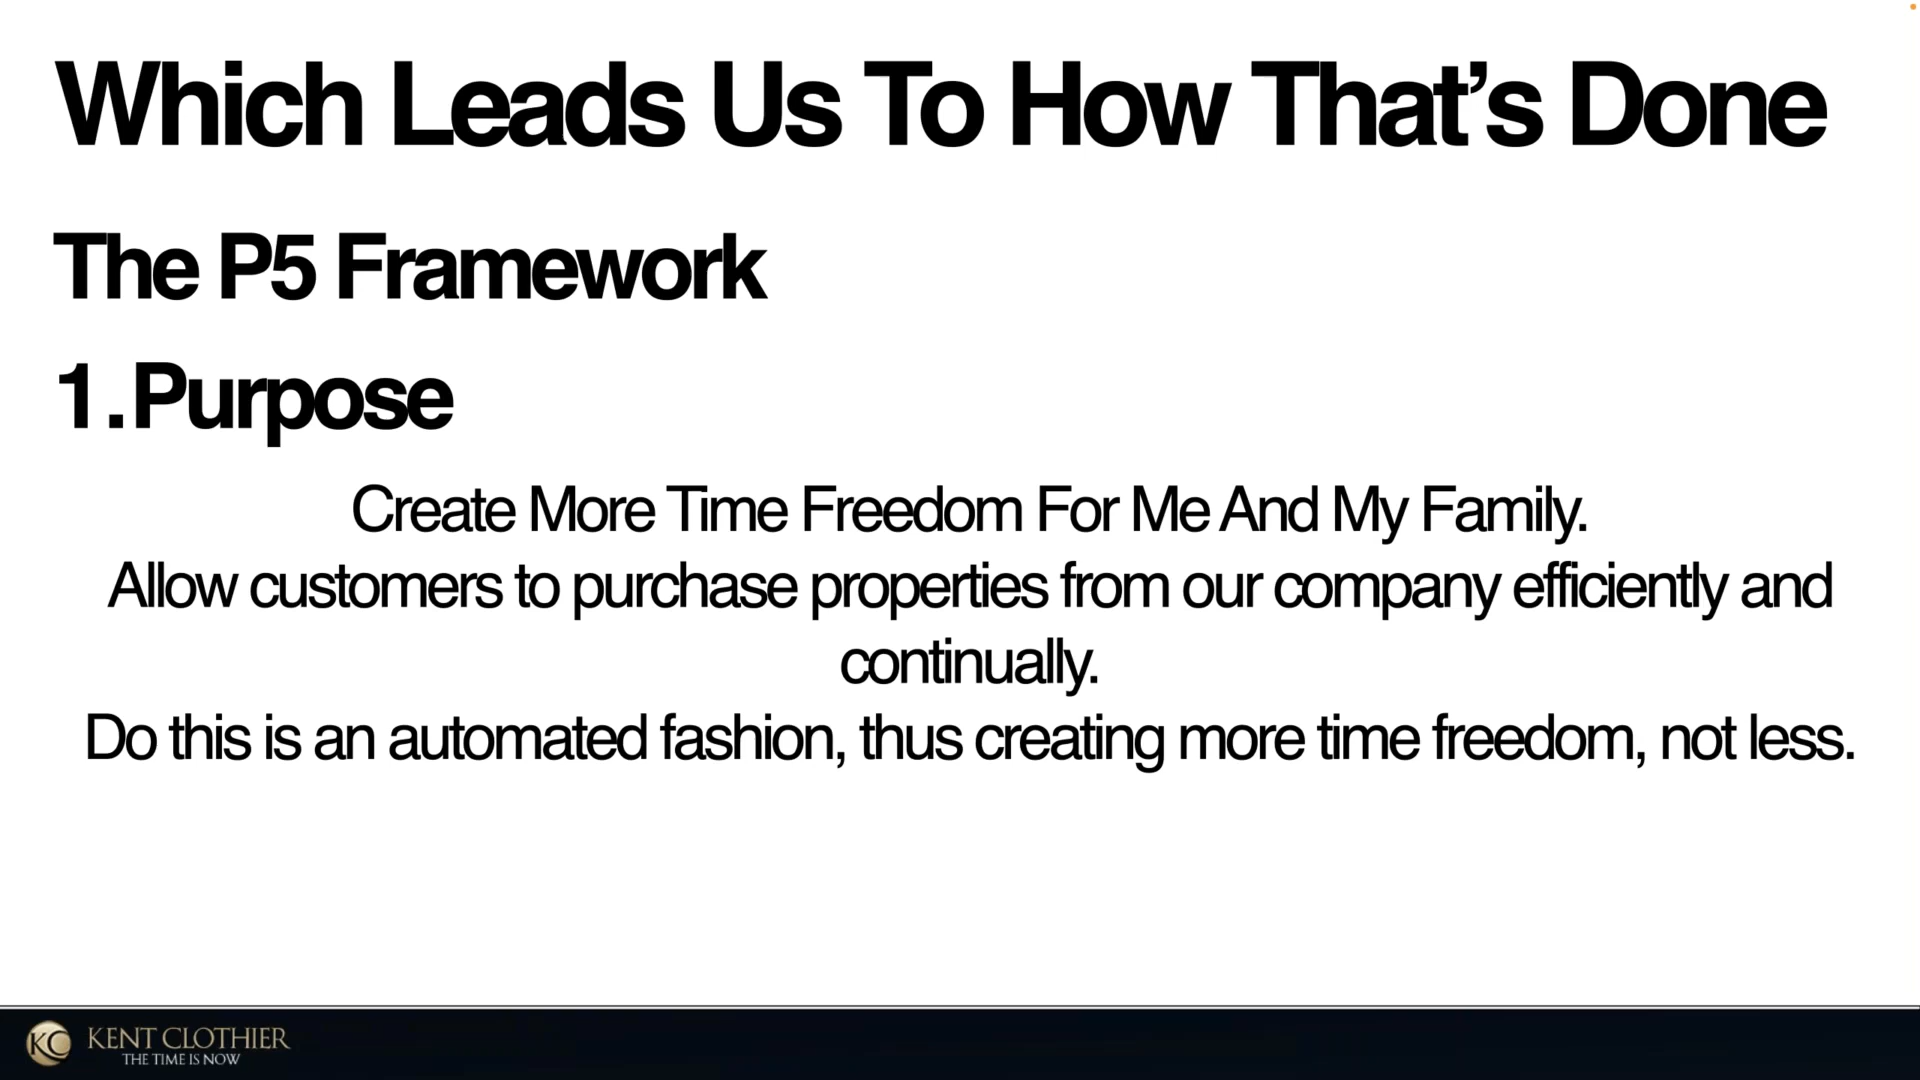 Which Leads Us To How That’s Done
The P5 Framework
1.Purpose
Create More Time Freedom For Me And My Family.
Allow customers to purchase properties from our company efficiently and
continually.
Do this is an automated fashion, thus creating more time freedom, not less.
KC KENT CLOTHIER
THE TIME IS NOW